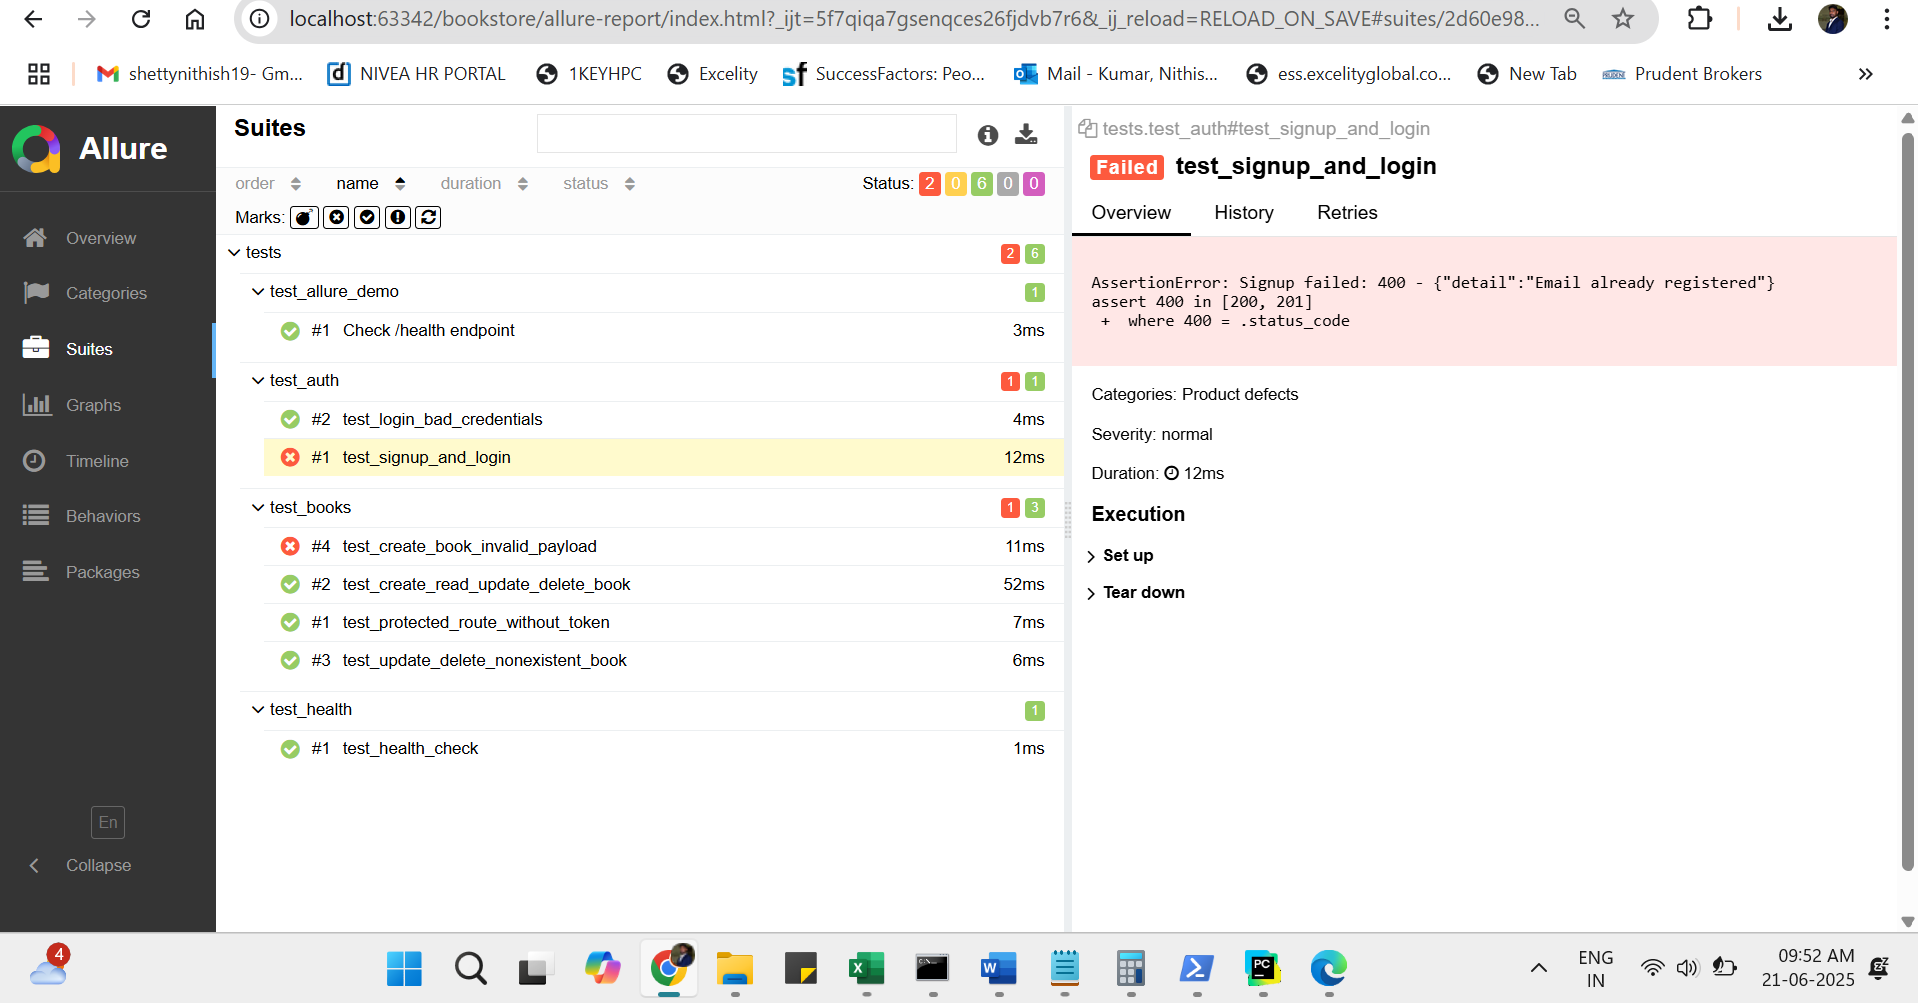 localhost:63342/bookstore/allure-report/index.html?_ijt=5f7qiqa7gsenqces26fjdvb7r6&_ij_reload=RELOAD_ON_SAVE#suites/2d60e98...
shettynithish19- Gm...
NIVEA HR PORTAL
1KEYHPC
Excelity
SuccessFactors: Peo...
Mail - Kumar, Nithis...
ess.excelityglobal.co...
New Tab
Prudent Brokers
Allure
Overview
Categories
Suites
Graphs
Timeline
Behaviors
Packages
En
Collapse
Suites
order name duration status
Status: 2 0 6 0 0
Marks:
tests 2 6
test_allure_demo 1
#1 Check /health endpoint 3ms
test_auth 1 1
#2 test_login_bad_credentials 4ms
#1 test_signup_and_login 12ms
test_books 1 3
#4 test_create_book_invalid_payload 11ms
#2 test_create_read_update_delete_book 52ms
#1 test_protected_route_without_token 7ms
#3 test_update_delete_nonexistent_book 6ms
test_health 1
#1 test_health_check 1ms
tests.test_auth#test_signup_and_login
Failed test_signup_and_login
Overview History Retries
AssertionError: Signup failed: 400 - {"detail":"Email already registered"}
assert 400 in [200, 201]
+ where 400 = .status_code
Categories: Product defects
Severity: normal
Duration: 12ms
Execution
Set up
Tear down
4
ENG
IN
09:52 AM
21-06-2025